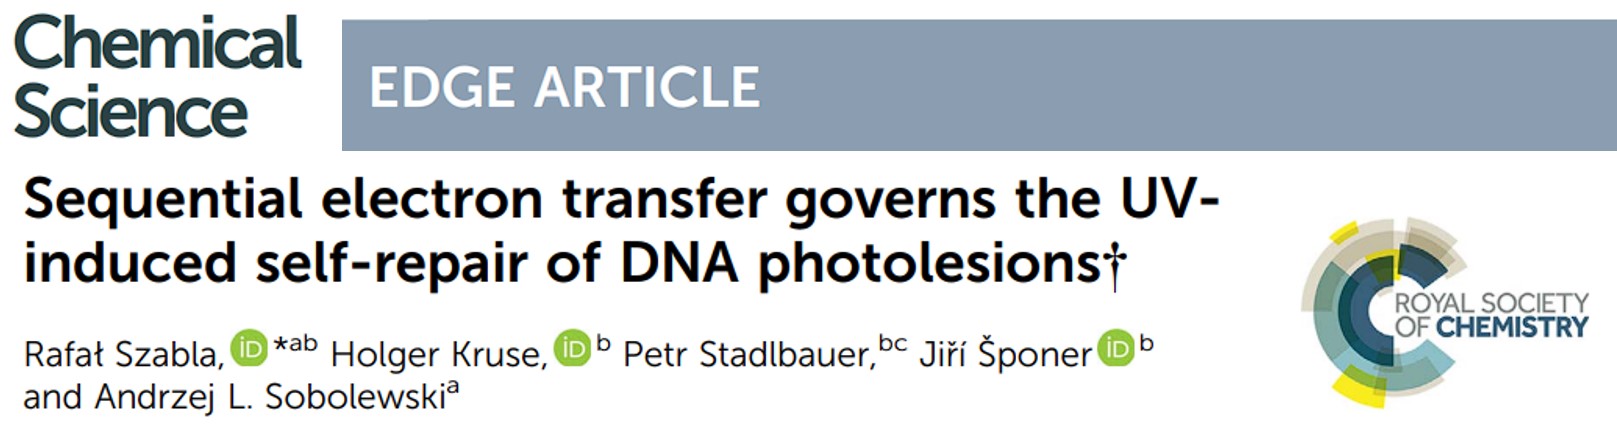 Chemical
Science
EDGE ARTICLE
Sequential electron transfer governs the UV-
induced self-repair of DNA photolesions†
Rafał Szabla, iD *ab Holger Kruse, iD b Petr Stadlbauer,bc Jiří Šponer iD b
and Andrzej L. Sobolewskia
ROYAL SOCIETY
OF CHEMISTRY